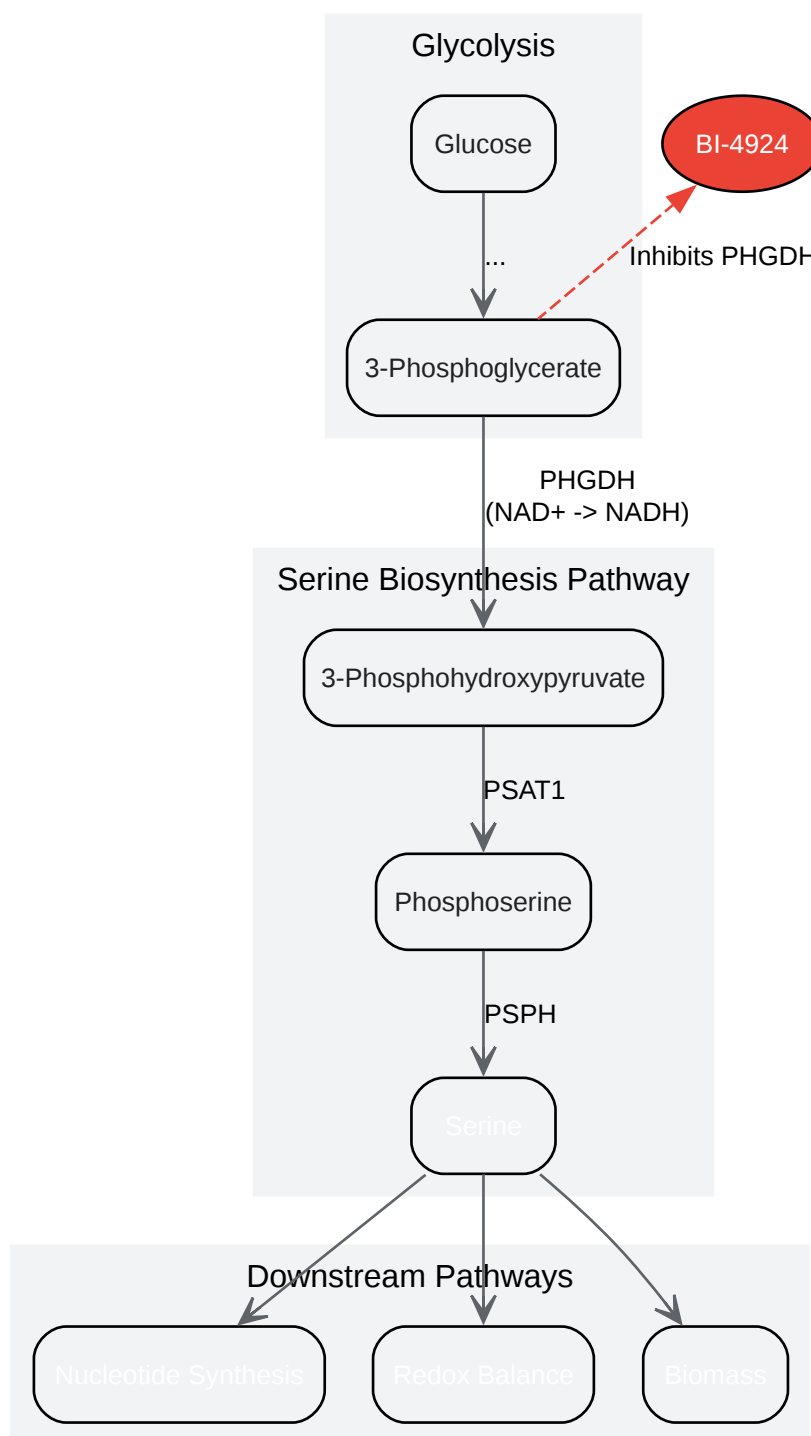 Glycolysis
Glucose
BI-4924
...
Inhibits PHGDH
3-Phosphoglycerate
PHGDH
(NAD+ -> NADH)
Serine Biosynthesis Pathway
3-Phosphohydroxypyruvate
PSAT1
Phosphoserine
PSPH
Serine
Downstream Pathways
Nucleotide Synthesis
Redox Balance
Biomass